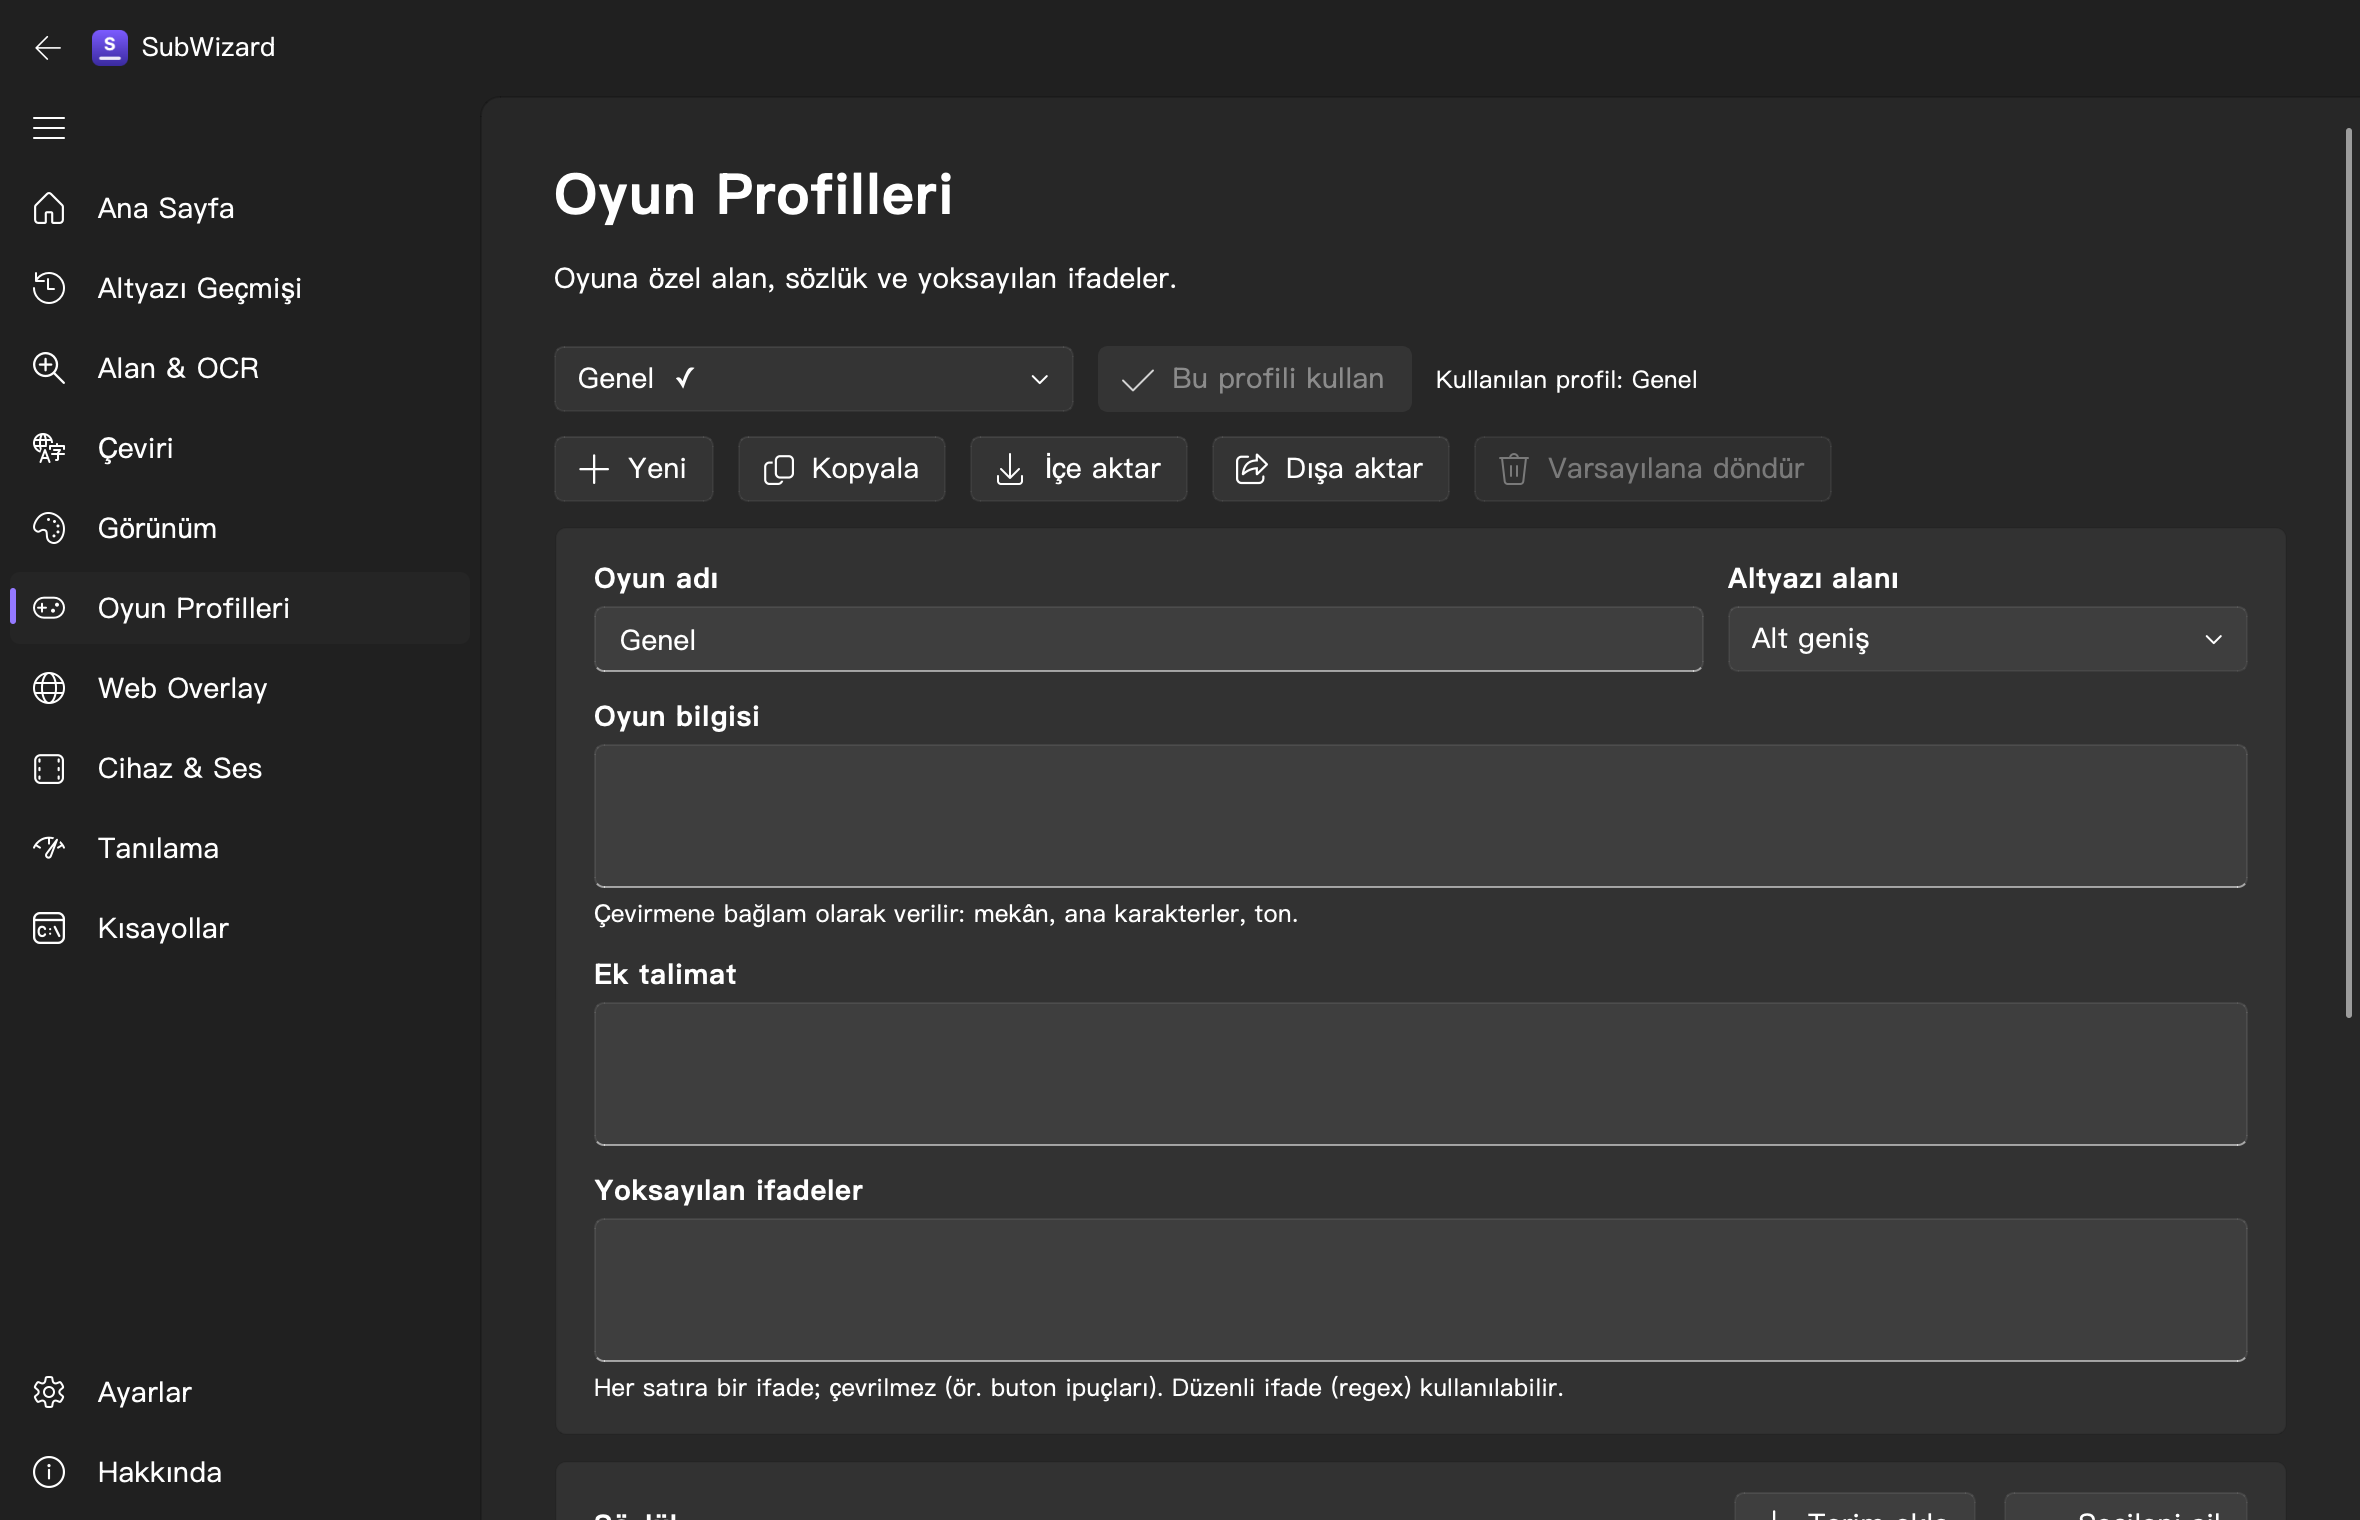 SubWizard
Ana Sayfa
Altyazı Geçmişi
Alan & OCR
Çeviri
Görünüm
Oyun Profilleri
Web Overlay
Cihaz & Ses
Tanılama
Kısayollar
Ayarlar
Hakkında
Oyun Profilleri
Oyuna özel alan, sözlük ve yoksayılan ifadeler.
Genel ✓
Bu profili kullan
Kullanılan profil: Genel
Yeni
Kopyala
İçe aktar
Dışa aktar
Varsayılana döndür
Oyun adı
Altyazı alanı
Genel
Alt geniş
Oyun bilgisi
Çevirmene bağlam olarak verilir: mekân, ana karakterler, ton.
Ek talimat
Yoksayılan ifadeler
Her satıra bir ifade; çevrilmez (ör. buton ipuçları). Düzenli ifade (regex) kullanılabilir.